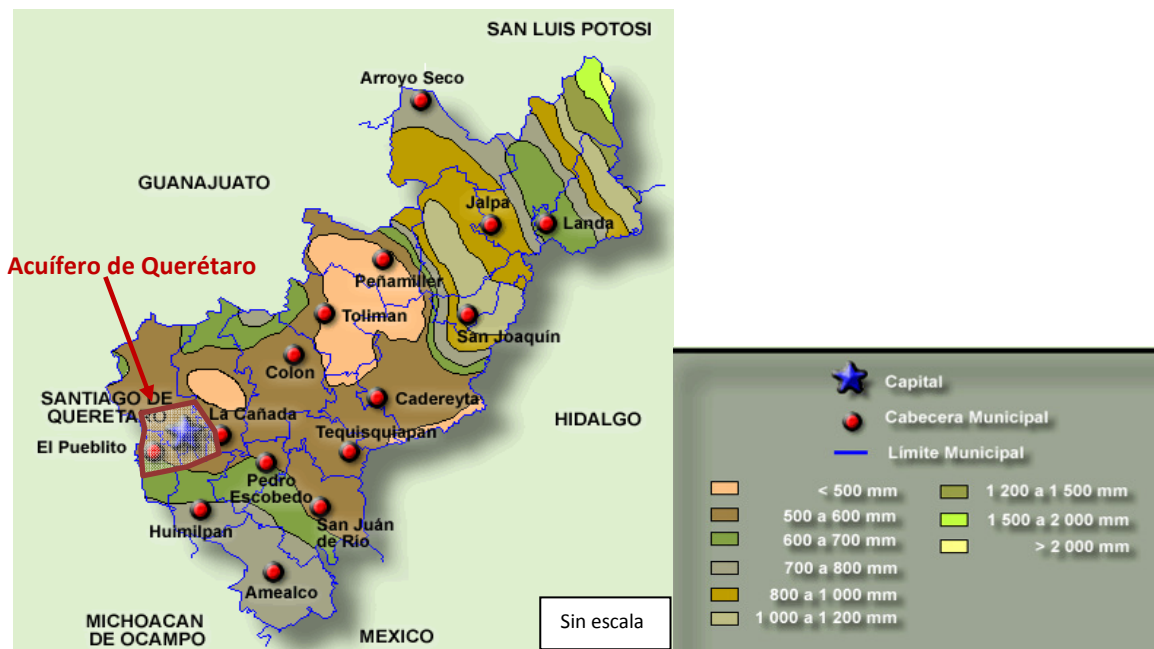 SAN LUIS POTOSI
Arroyo Seco
GUANAJUATO
Jalpa
Landa
Acuífero de Querétaro
Peñamiller
Toliman
San Joaquín
Colon
SANTIAGO DE
QUERETARO
La Cañada
Cadereyta
HIDALGO
El Pueblito
Tequisquiapan
Pedro
Escobedo
Huimilpan
San Juán
de Río
Amealco
MICHOACAN
DE OCAMPO
MEXICO
Sin escala
Capital
Cabecera Municipal
Límite Municipal
< 500 mm
500 a 600 mm
600 a 700 mm
700 a 800 mm
800 a 1 000 mm
1 000 a 1 200 mm
1 200 a 1 500 mm
1 500 a 2 000 mm
> 2 000 mm